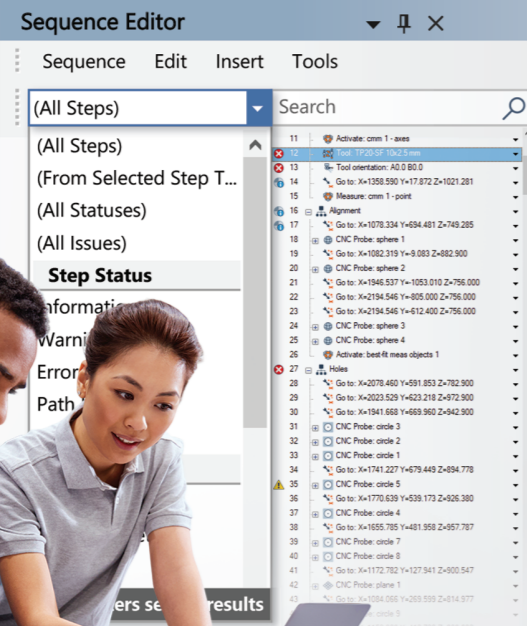 Sequence Editor
Sequence Edit Insert Tools
(All Steps)
Search
(All Steps)
(From Selected Step T...
(All Statuses)
(All Issues)
Step Status
Error
Path
results
11 Activate: cmm 1 - axes
12 Tool: TP20-SF 10x2.5 mm
13 Tool orientation: A0.0 B0.0
14 Go to: X=1358.590 Y=17.872 Z=1021.281
15 Measure: cmm 1 - point
16 Alignment
17 Go to: X=1078.334 Y=694.481 Z=749.285
18 CNC Probe: sphere 1
19 Go to: X=1082.319 Y=-9.083 Z=882.900
20 CNC Probe: sphere 2
21 Go to: X=1946.537 Y=-1053.010 Z=756.000
22 Go to: X=2194.546 Y=-805.000 Z=756.000
23 Go to: X=2194.546 Y=-612.400 Z=756.000
24 CNC Probe: sphere 3
25 CNC Probe: sphere 4
26 Activate: best-fit meas objects 1
27 Holes
28 Go to: X=2078.460 Y=591.853 Z=782.900
29 Go to: X=2023.529 Y=623.218 Z=972.900
30 Go to: X=1941.668 Y=669.960 Z=942.900
31 CNC Probe: circle 3
32 CNC Probe: circle 2
33 CNC Probe: circle 1
34 Go to: X=1741.227 Y=679.449 Z=894.778
35 CNC Probe: circle 5
36 Go to: X=1770.639 Y=539.173 Z=926.380
37 CNC Probe: circle 4
38 Go to: X=1655.785 Y=481.958 Z=957.787
39 CNC Probe: circle 7
40 CNC Probe: circle 8
41 Go to: X=1172.782 Y=127.941 Z=900.547
42 CNC Probe: plane 1
43 Go to: X=1084.066 Y=269.599 Z=814.977
circle 9